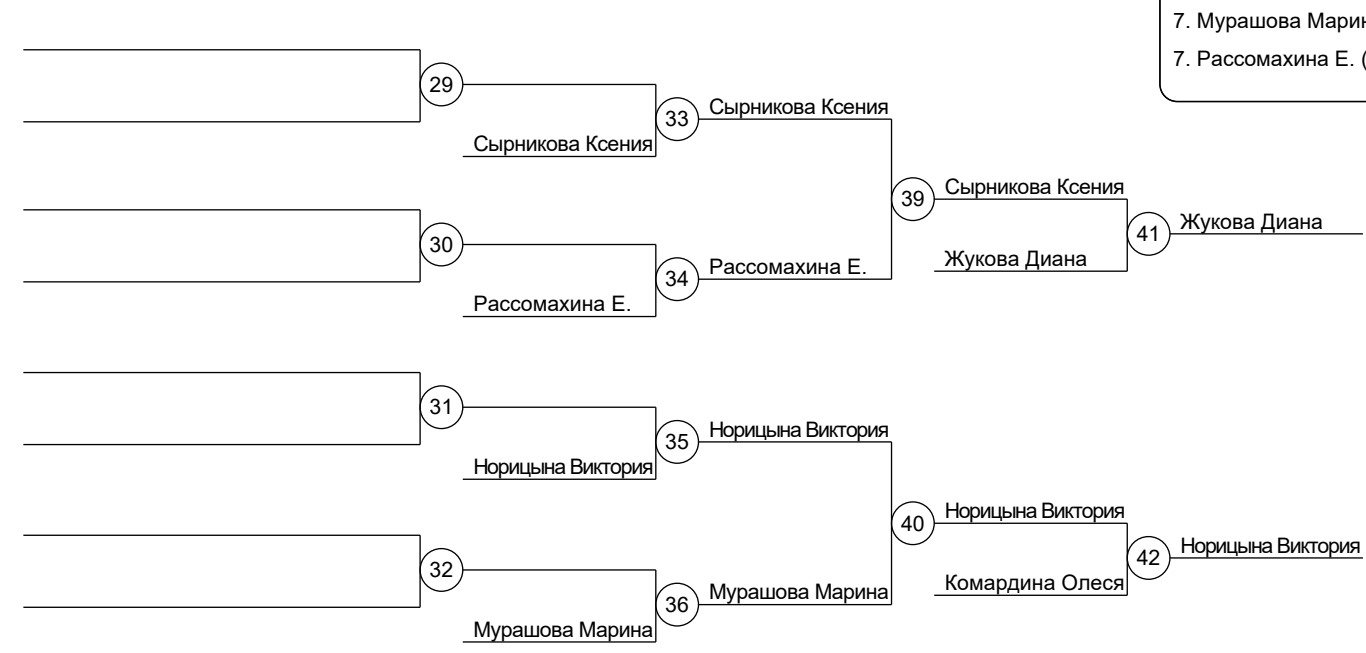 7. Мурашова Марин
7. Рассомахина Е. (
29
33
Сырникова Ксения
Сырникова Ксения
39
Сырникова Ксения
41
Жукова Диана
30
Жукова Диана
34
Рассомахина Е.
Рассомахина Е.
31
35
Норицына Виктория
Норицына Виктория
40
Норицына Виктория
42
Норицына Виктория
32
Комардина Олеся
36
Мурашова Марина
Мурашова Марина